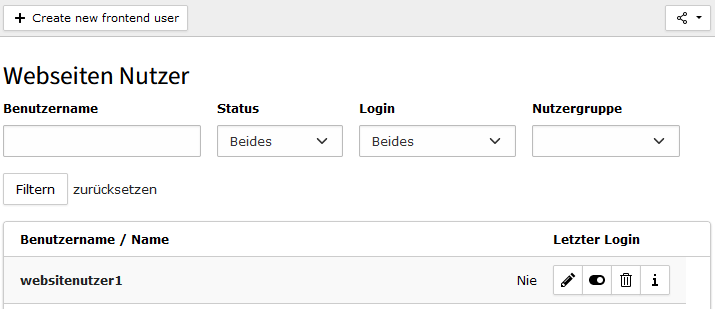 Create new frontend user
Webseiten Nutzer
Benutzername Status Login Nutzergruppe
Beides Beides
Filtern zurücksetzen
Benutzername / Name Letzter Login
websitenutzer1 Nie